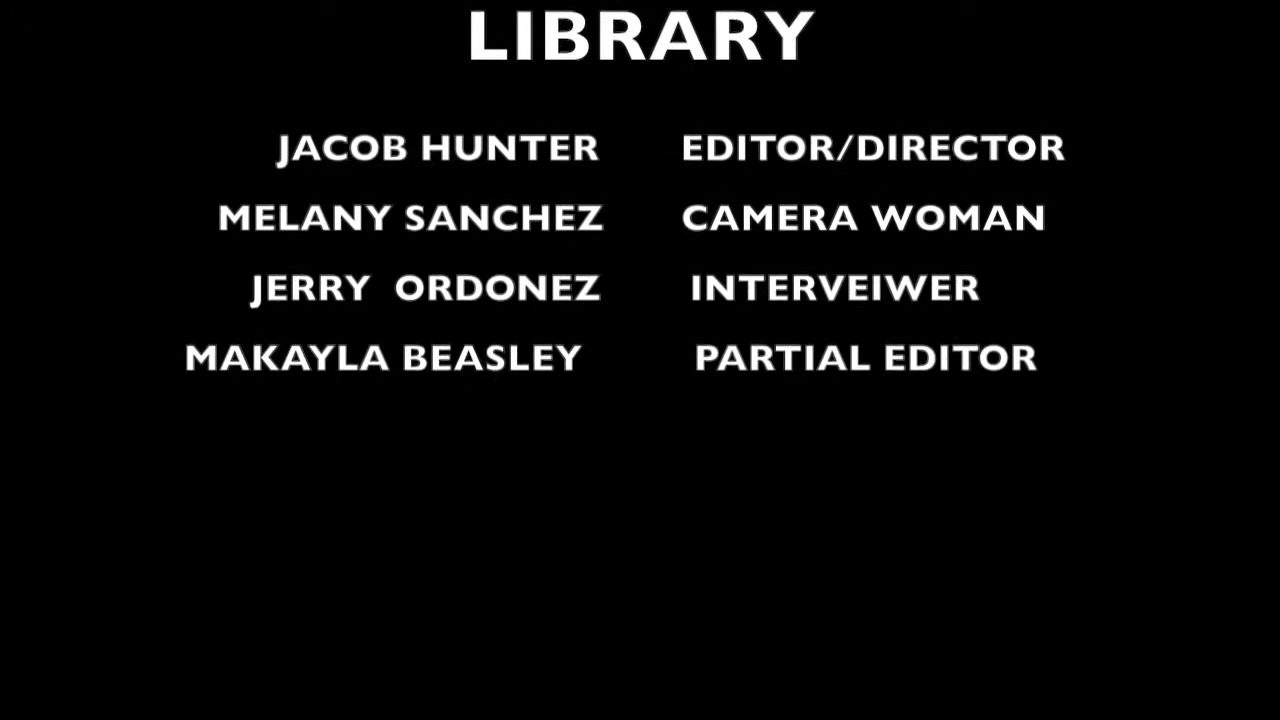 LIBRARY
JACOB HUNTER EDITOR/DIRECTOR
MELANY SANCHEZ CAMERA WOMAN
JERRY ORDONEZ INTERVEIWER
MAKAYLA BEASLEY PARTIAL EDITOR